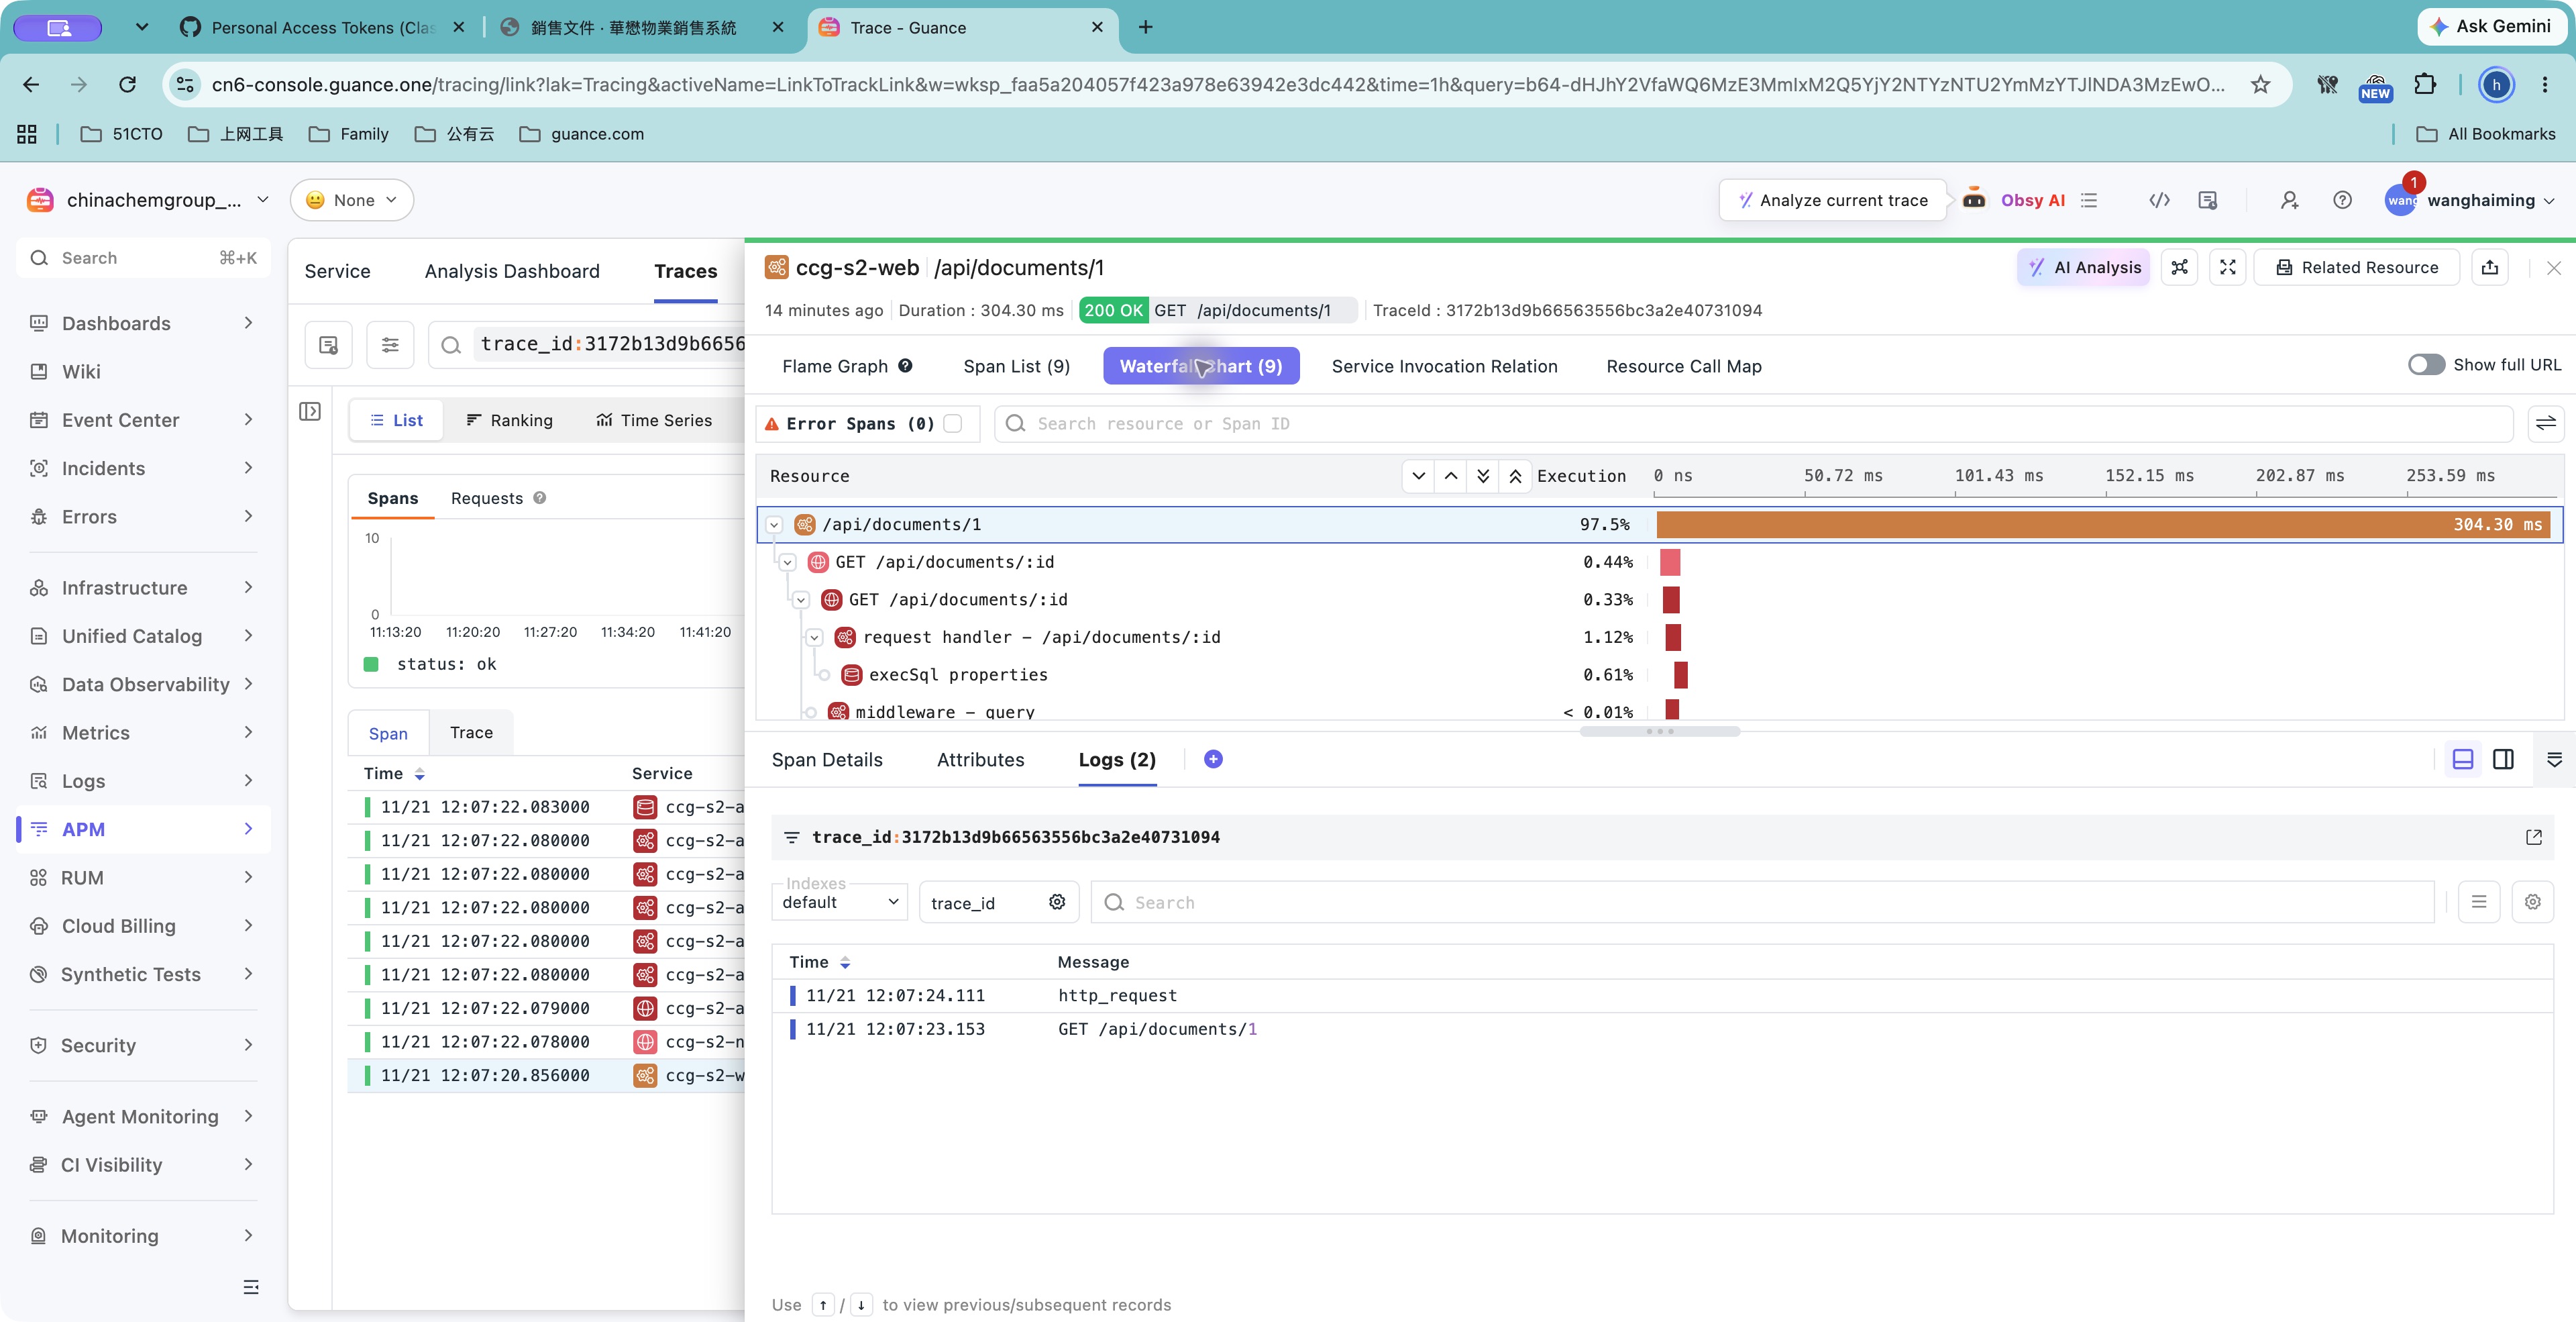 Personal Access Tokens (Clas
銷售文件 · 華懋物業銷售系統
Trace - Guance
Ask Gemini
cn6-console.guance.one/tracing/link?lak=Tracing&activeName=LinkToTrackLink&w=wksp_faa5a204057f423a978e63942e3dc442&time=1h&query=b64-dHJhY2VfaWQ6MzE3MmIxM2Q5YjY2NTYzNTU2YmMzYTJlNDA3MzEwO...
NEW
h
51CTO
上网工具
Family
公有云
guance.com
All Bookmarks
chinachemgroup_...
None
Analyze current trace
Obsy AI
1
wang
wanghaiming
Search
⌘+K
Dashboards
Wiki
Event Center
Incidents
Errors
Infrastructure
Unified Catalog
Data Observability
Metrics
Logs
APM
RUM
Cloud Billing
Synthetic Tests
Security
Agent Monitoring
CI Visibility
Monitoring
Service
Analysis Dashboard
Traces
trace_id:3172b13d9b6656
List
Ranking
Time Series
Spans
Requests
10
0
11:13:20
11:20:20
11:27:20
11:34:20
11:41:20
status: ok
Span
Trace
Time
Service
11/21 12:07:22.083000 ccg-s2-a
11/21 12:07:22.080000 ccg-s2-a
11/21 12:07:22.080000 ccg-s2-a
11/21 12:07:22.080000 ccg-s2-a
11/21 12:07:22.080000 ccg-s2-a
11/21 12:07:22.080000 ccg-s2-a
11/21 12:07:22.079000 ccg-s2-a
11/21 12:07:22.078000 ccg-s2-n
11/21 12:07:20.856000 ccg-s2-w
ccg-s2-web /api/documents/1
AI Analysis
Related Resource
14 minutes ago Duration : 304.30 ms 200 OK GET /api/documents/1 TraceId : 3172b13d9b66563556bc3a2e40731094
Flame Graph
Span List (9)
Waterfall Chart (9)
Service Invocation Relation
Resource Call Map
Show full URL
Error Spans (0)
Search resource or Span ID
Resource
Execution
0 ns
50.72 ms
101.43 ms
152.15 ms
202.87 ms
253.59 ms
/api/documents/1 97.5% 304.30 ms
GET /api/documents/:id 0.44%
GET /api/documents/:id 0.33%
request handler - /api/documents/:id 1.12%
execSql properties 0.61%
middleware - query < 0.01%
Span Details
Attributes
Logs (2)
trace_id:3172b13d9b66563556bc3a2e40731094
Indexes
default
trace_id
Search
Time
Message
11/21 12:07:24.111 http_request
11/21 12:07:23.153 GET /api/documents/1
Use ↑ / ↓ to view previous/subsequent records